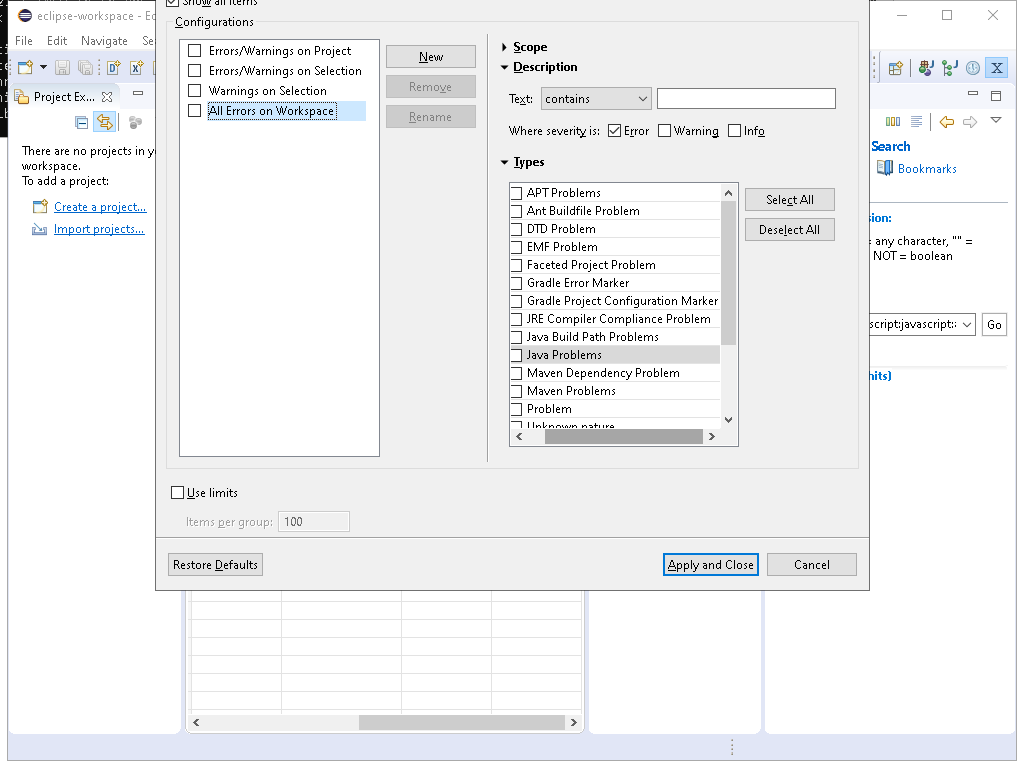 eclipse-workspace - Ec
Show all items
File Edit Navigate Se
Configurations
Errors/Warnings on Project
Errors/Warnings on Selection
Warnings on Selection
All Errors on Workspace
New
Remove
Rename
Scope
Description
Text: contains
Where severity is: Error Warning Info
Types
APT Problems
Ant Buildfile Problem
DTD Problem
EMF Problem
Faceted Project Problem
Gradle Error Marker
Gradle Project Configuration Marker
JRE Compiler Compliance Problem
Java Build Path Problems
Java Problems
Maven Dependency Problem
Maven Problems
Problem
Unknown nature
Select All
Deselect All
Use limits
Items per group: 100
Restore Defaults
Apply and Close
Cancel
Project Ex...
There are no projects in y
workspace.
To add a project:
Create a project...
Import projects...
Search
Bookmarks
sion:
= any character, "" =
NOT = boolean
script:javascript:
Go
hits)